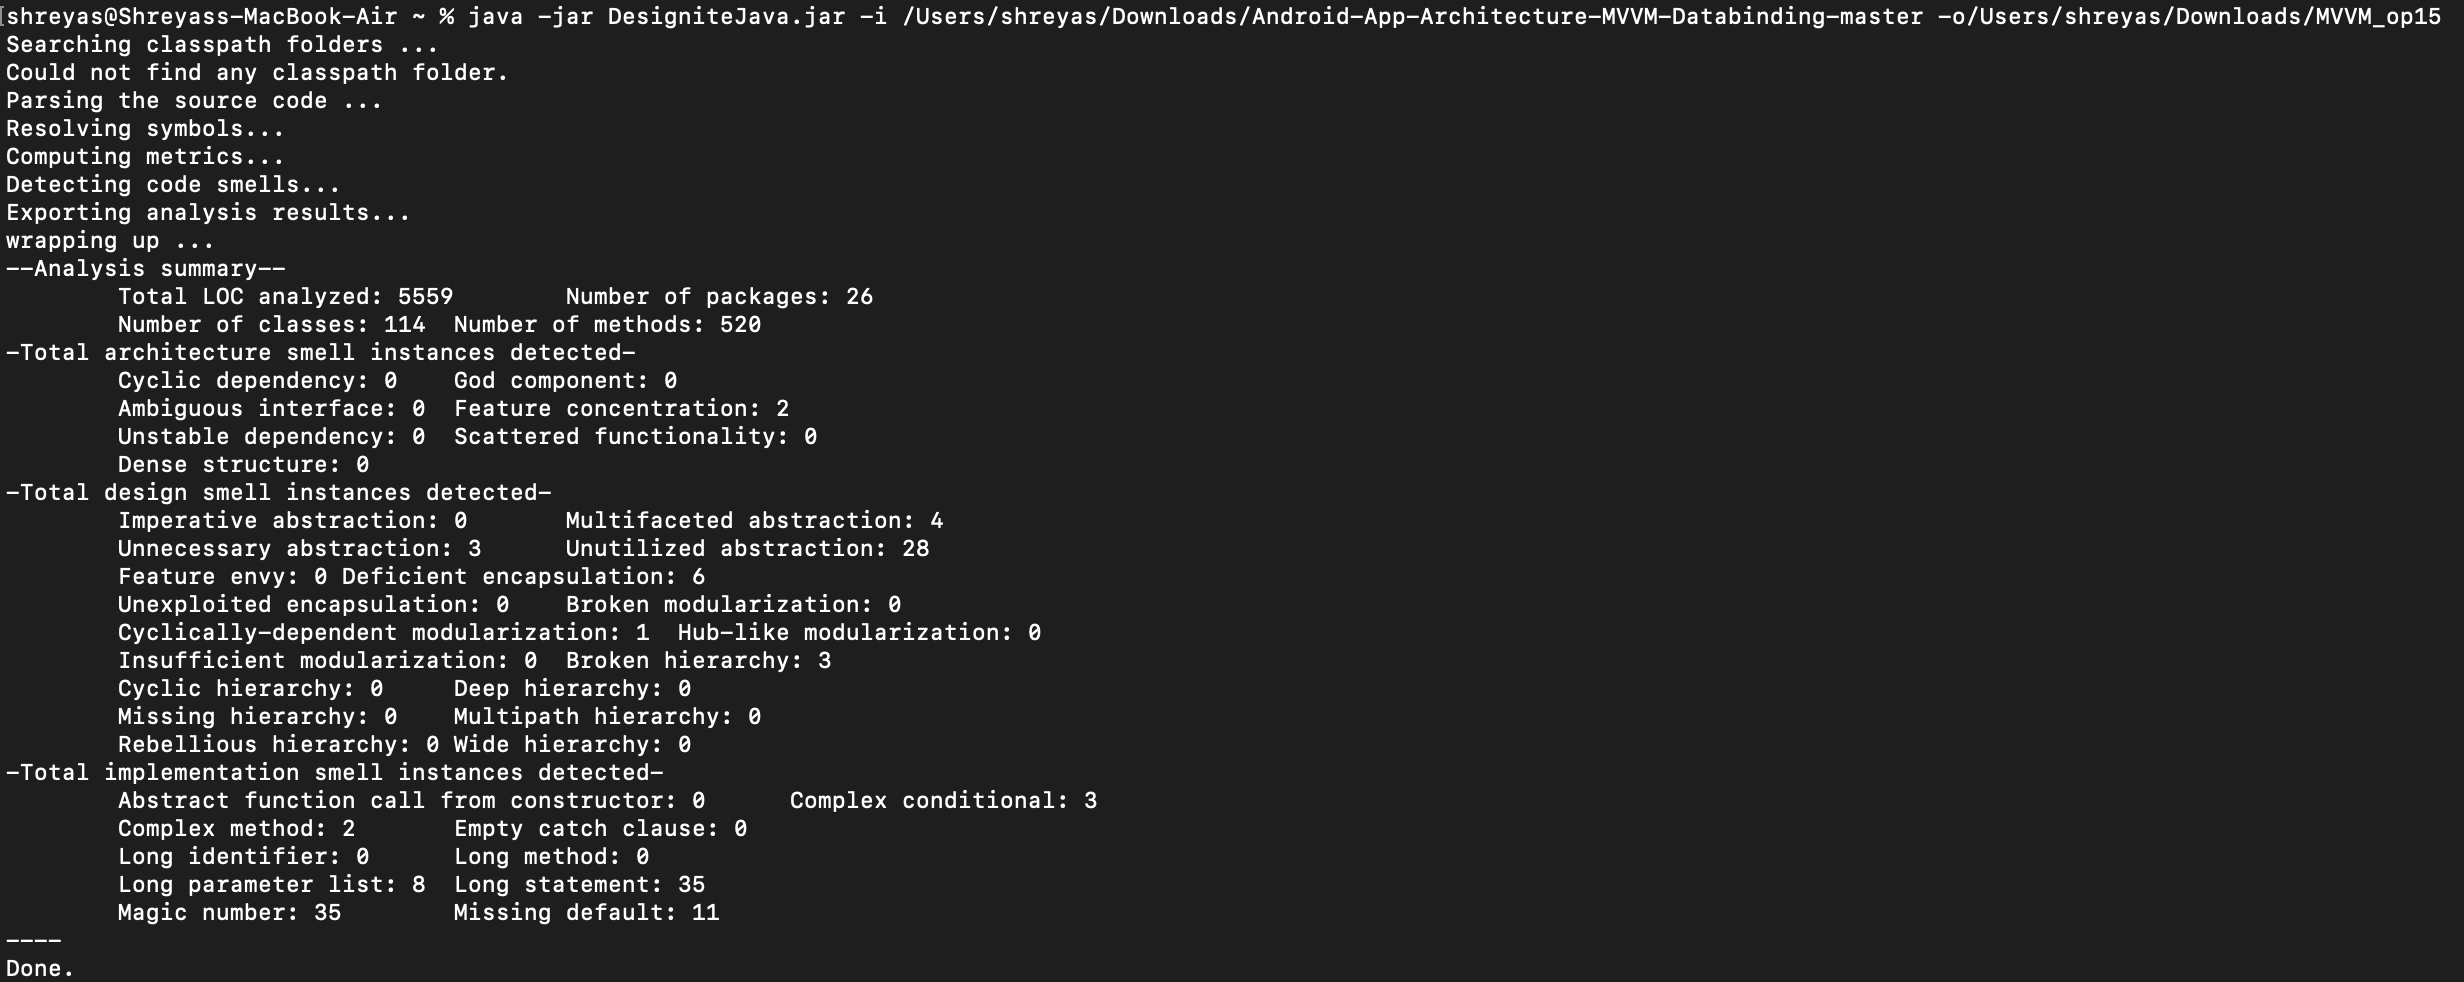 [shreyas@Shreyass-MacBook-Air ~ % java -jar DesigniteJava.jar -i /Users/shreyas/Downloads/Android-App-Architecture-MVVM-Databinding-master -o/Users/shreyas/Downloads/MVVM_op15
Searching classpath folders ...
Could not find any classpath folder.
Parsing the source code ...
Resolving symbols...
Computing metrics...
Detecting code smells...
Exporting analysis results...
wrapping up ...
--Analysis summary--
        Total LOC analyzed: 5559        Number of packages: 26
        Number of classes: 114  Number of methods: 520
-Total architecture smell instances detected-
        Cyclic dependency: 0    God component: 0
        Ambiguous interface: 0  Feature concentration: 2
        Unstable dependency: 0  Scattered functionality: 0
        Dense structure: 0
-Total design smell instances detected-
        Imperative abstraction: 0       Multifaceted abstraction: 4
        Unnecessary abstraction: 3      Unutilized abstraction: 28
        Feature envy: 0 Deficient encapsulation: 6
        Unexploited encapsulation: 0    Broken modularization: 0
        Cyclically-dependent modularization: 1  Hub-like modularization: 0
        Insufficient modularization: 0  Broken hierarchy: 3
        Cyclic hierarchy: 0     Deep hierarchy: 0
        Missing hierarchy: 0    Multipath hierarchy: 0
        Rebellious hierarchy: 0 Wide hierarchy: 0
-Total implementation smell instances detected-
        Abstract function call from constructor: 0      Complex conditional: 3
        Complex method: 2       Empty catch clause: 0
        Long identifier: 0      Long method: 0
        Long parameter list: 8  Long statement: 35
        Magic number: 35        Missing default: 11
----
Done.